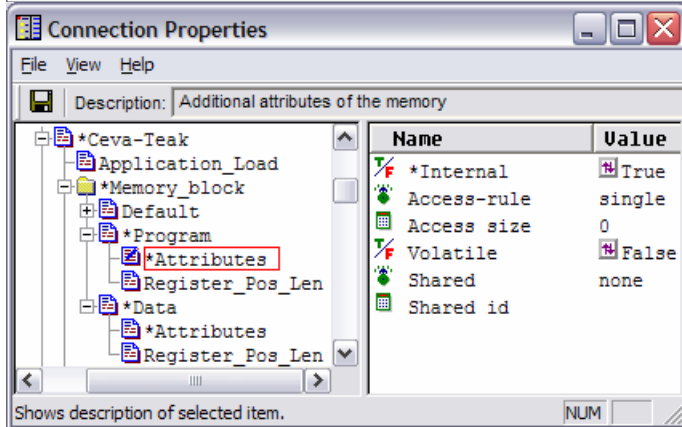 Connection Properties
File View Help
Description: Additional attributes of the memory
*Ceva-Teak
Application_Load
*Memory_block
Default
*Program
*Attributes
Register_Pos_Len
*Data
*Attributes
Register_Pos_Len
Name Value
*Internal True
Access-rule single
Access size 0
Volatile False
Shared none
Shared id
Shows description of selected item. NUM